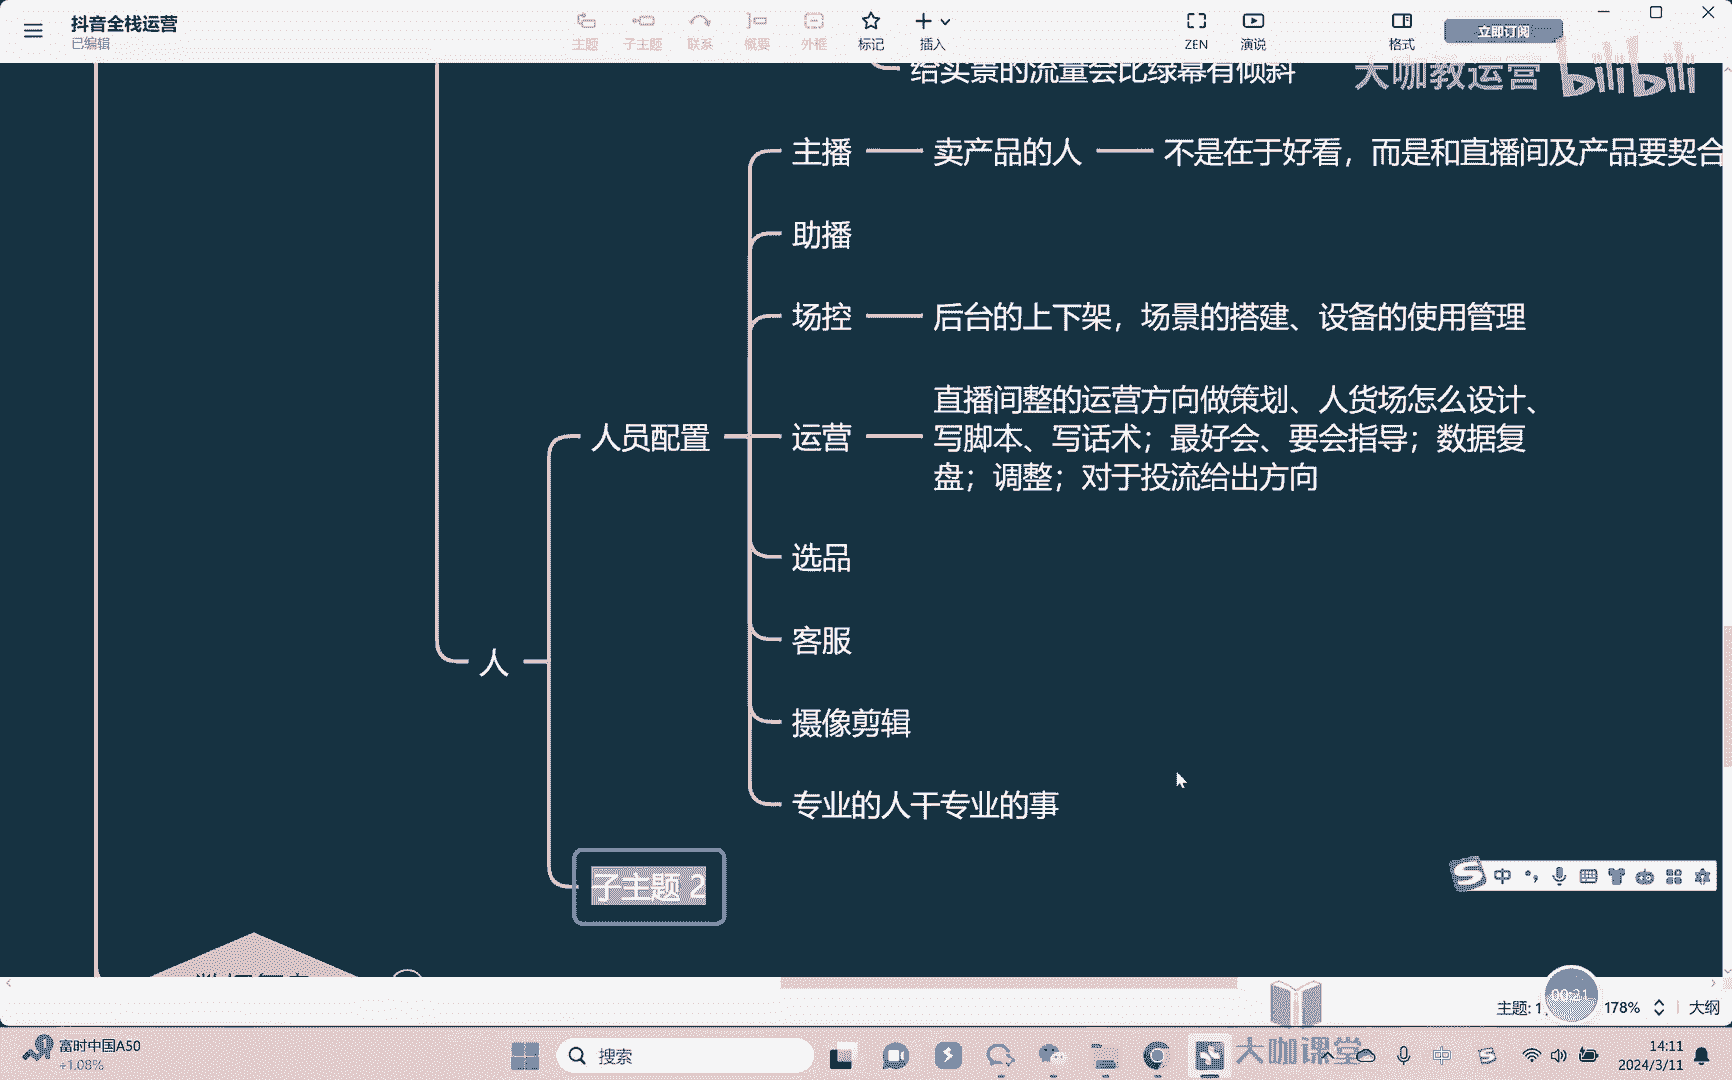 抖音全栈运营
已编辑
主题
子主题
联系
概要
外框
标记
插入
ZEN
演说
格式
立即订阅
大咖教运营
bilibili
给实景的流量会比绿幕有倾斜
主播
卖产品的人
不是在于好看，而是和直播间及产品要契合
助播
场控
后台的上下架，场景的搭建、设备的使用管理
人员配置
运营
直播间整的运营方向做策划、人货场怎么设计、
写脚本、写话术；最好会、要会指导；数据复
盘；调整；对于投流给出方向
选品
客服
人
摄像剪辑
专业的人干专业的事
子主题 2
中
主题: 1
00:21
178%
大纲
富时中国A50
+1.08%
搜索
大咖课堂
中
14:11
2024/3/11